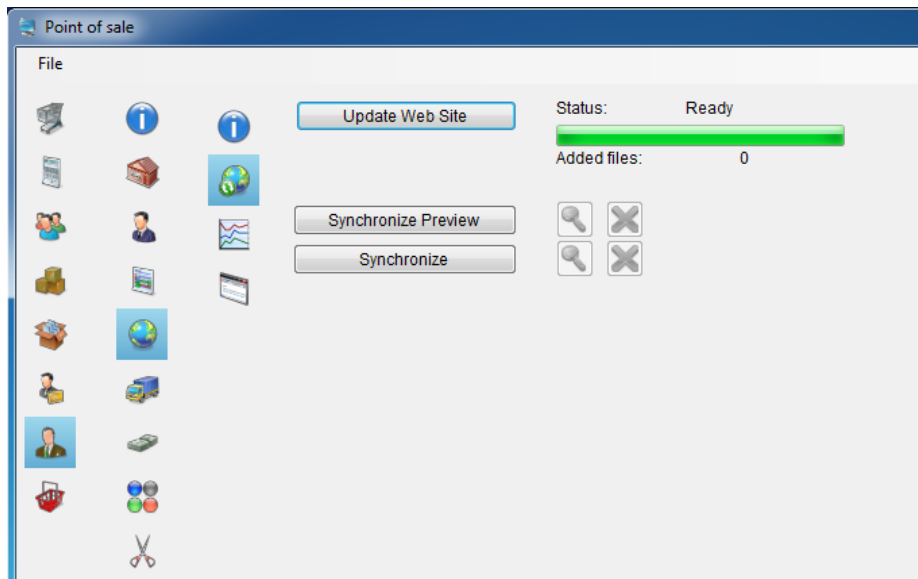 Point of sale
File
Update Web Site
Status: Ready
Added files: 0
Synchronize Preview
Synchronize